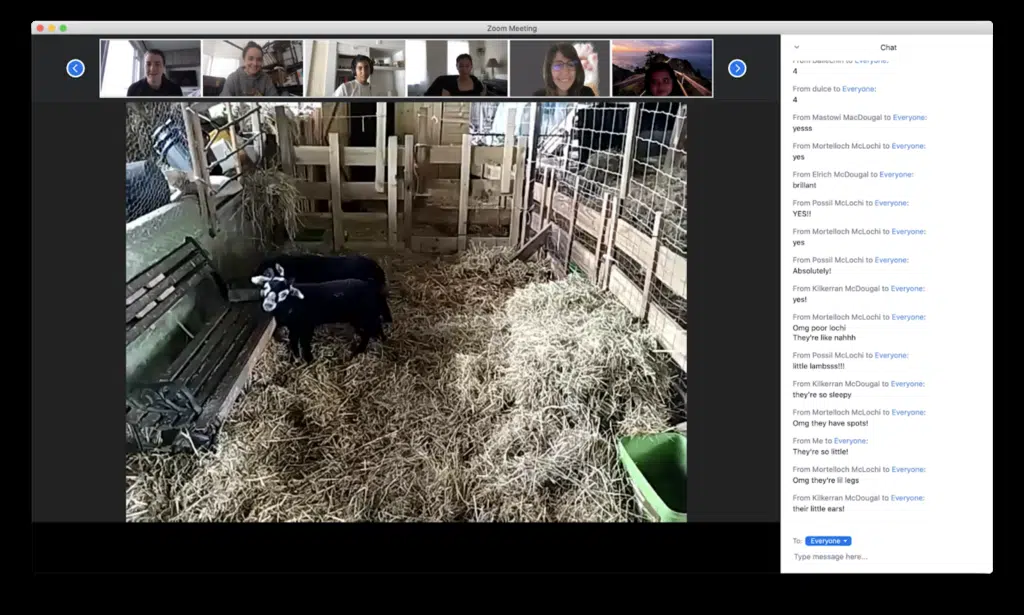 Zoom Meeting
Chat
From Dallechin to Everyone:
4
From dulce to Everyone:
4
From Mastowi MacDougal to Everyone:
yesss
From Mortelloch McLochi to Everyone:
yes
From Elrich McDougal to Everyone:
brillant
From Possil McLochi to Everyone:
YES!!
From Mortelloch McLochi to Everyone:
yes
From Possil McLochi to Everyone:
Absolutely!
From Kilkerran McDougal to Everyone:
yes!
From Mortelloch McLochi to Everyone:
Omg poor lochi
They're like nahhh
From Possil McLochi to Everyone:
little lambsss!!!
From Kilkerran McDougal to Everyone:
they're so sleepy
From Mortelloch McLochi to Everyone:
Omg they have spots!
From Me to Everyone:
They're so little!
From Mortelloch McLochi to Everyone:
Omg they're lil legs
From Kilkerran McDougal to Everyone:
their little ears!
To: Everyone
Type message here...